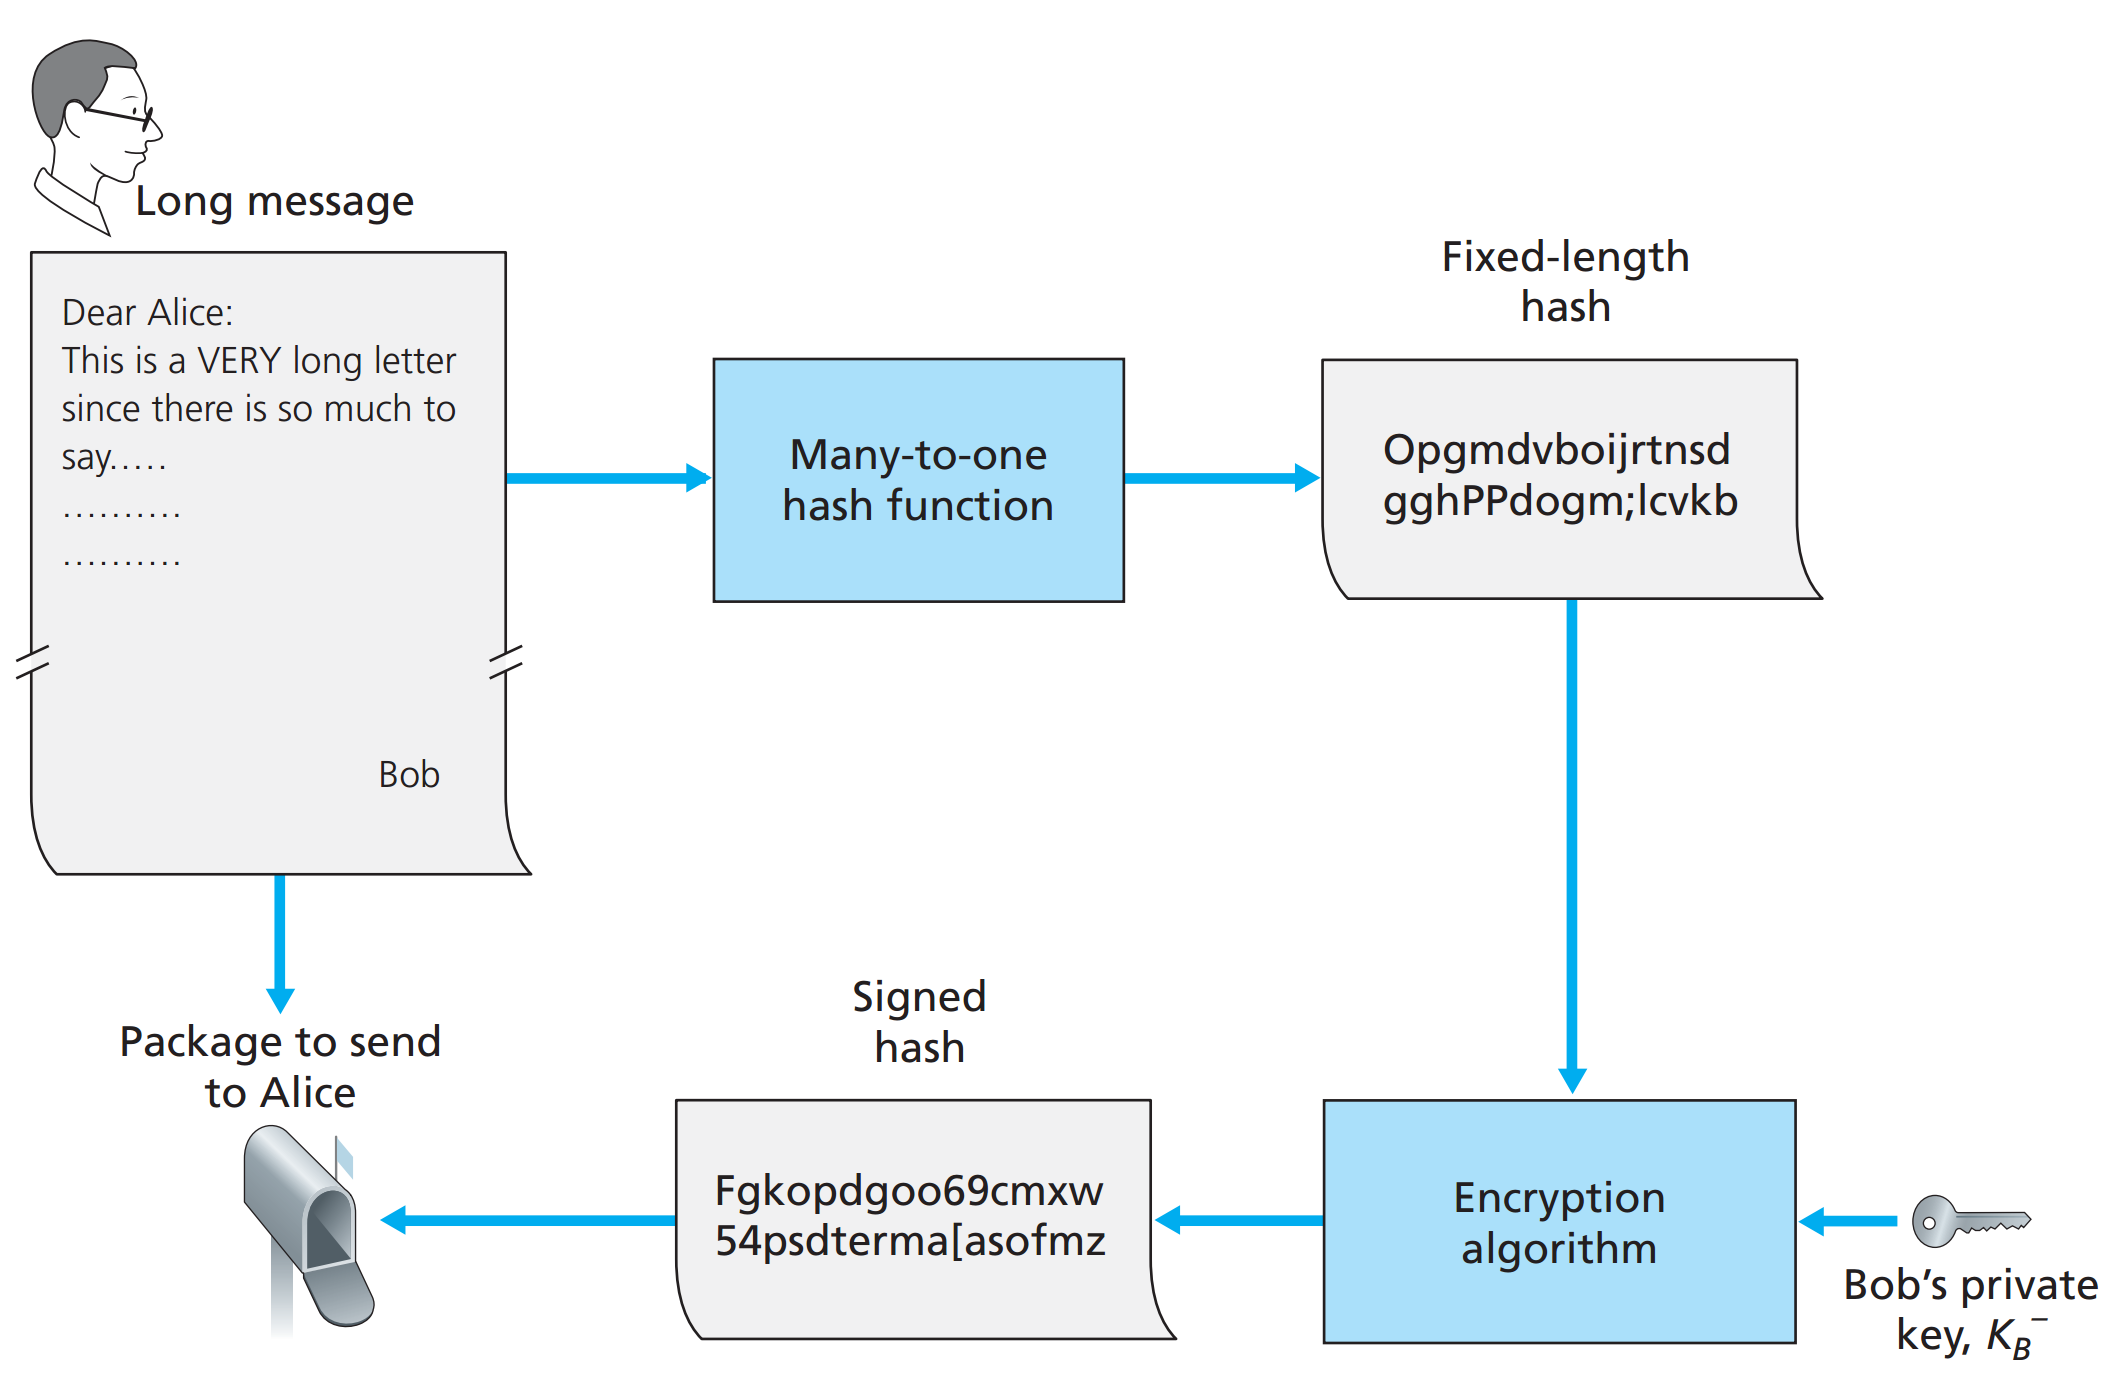 Long message
Dear Alice:
This is a VERY long letter
since there is so much to
say.....
..........
..........
Bob
Many-to-one
hash function
Fixed-length
hash
Opgmdvboijrtnsd
gghPPdogm;lcvkb
Package to send
to Alice
Signed
hash
Fgkopdgoo69cmxw
54psdterma[asofmz
Encryption
algorithm
Bob’s private
key, K_B^−